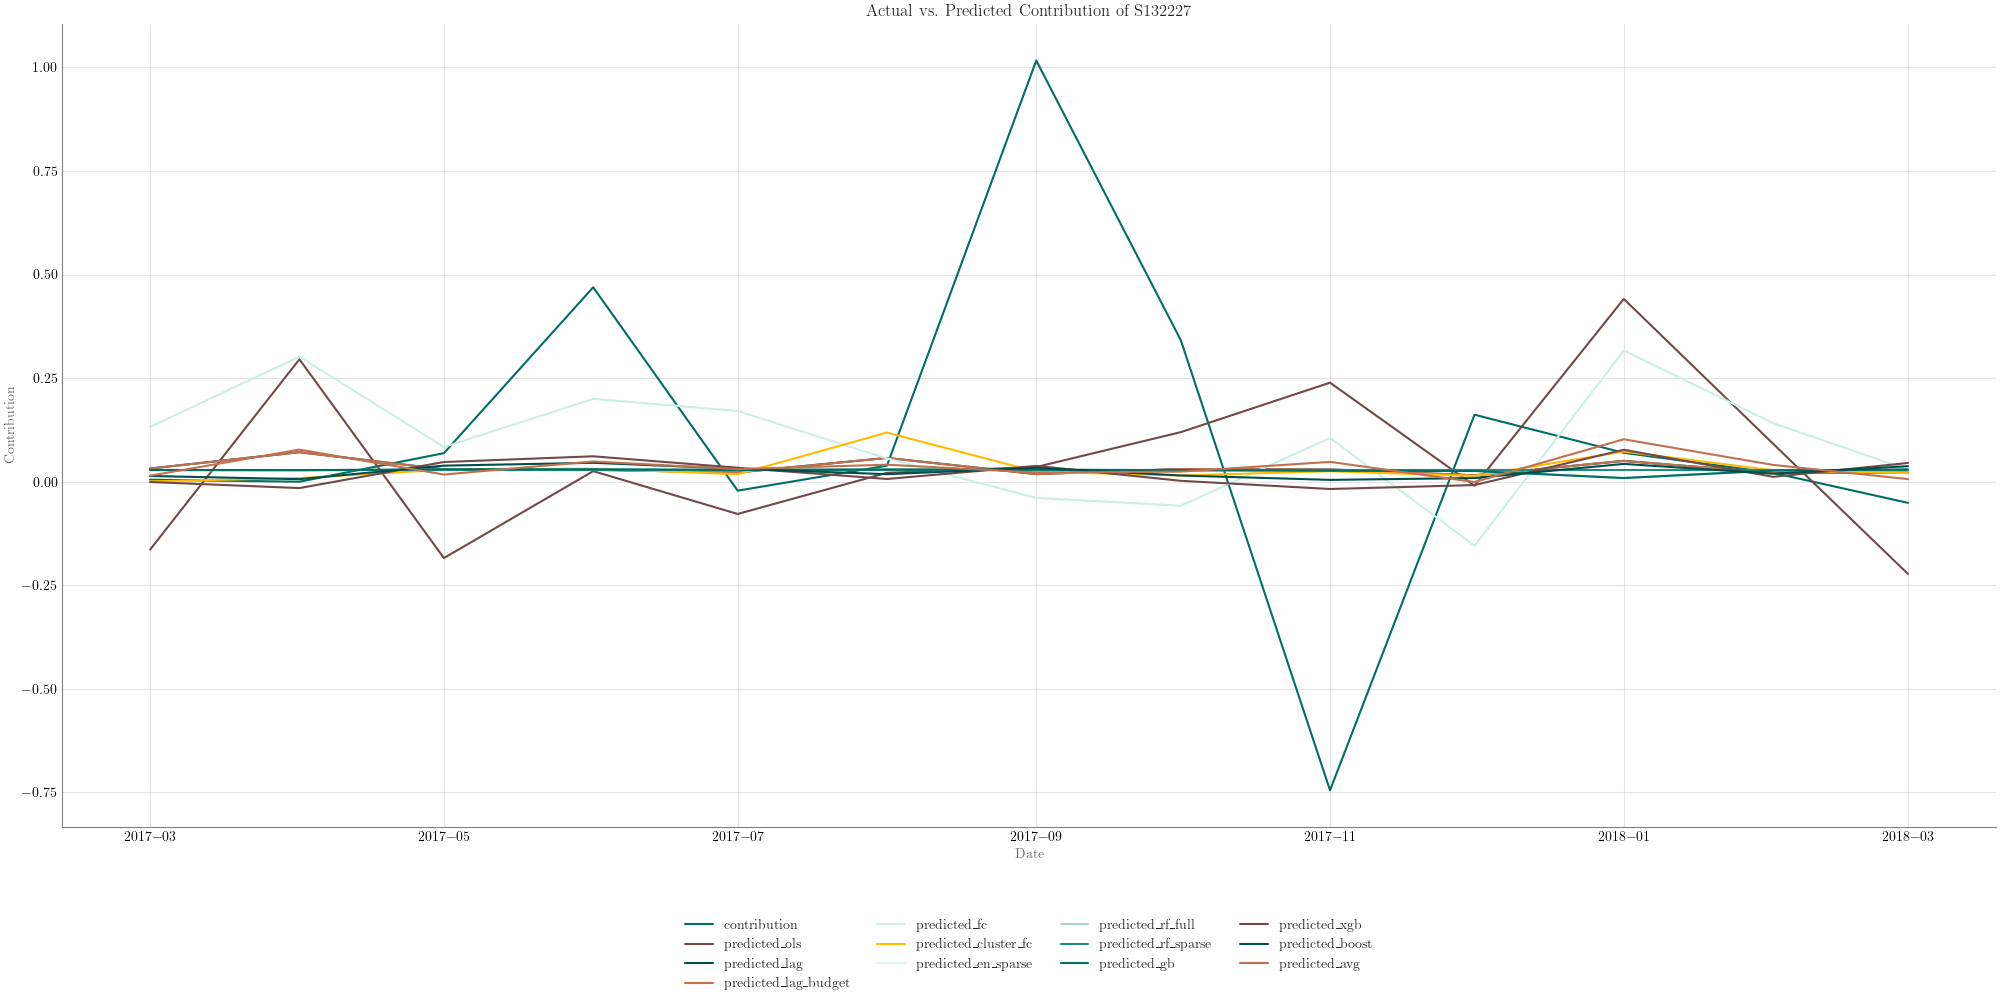 Actual vs. Predicted Contribution of S132227
1.00
0.75
0.50
0.25
0.00
−0.25
−0.50
−0.75
Contribution
2017−03 2017−05 2017−07 2017−09 2017−11 2018−01 2018−03
Date
contribution predicted_fc predicted_rf_full predicted_xgb
predicted_ols predicted_cluster_fc predicted_rf_sparse predicted_boost
predicted_lag predicted_en_sparse predicted_gb predicted_avg
predicted_lag_budget